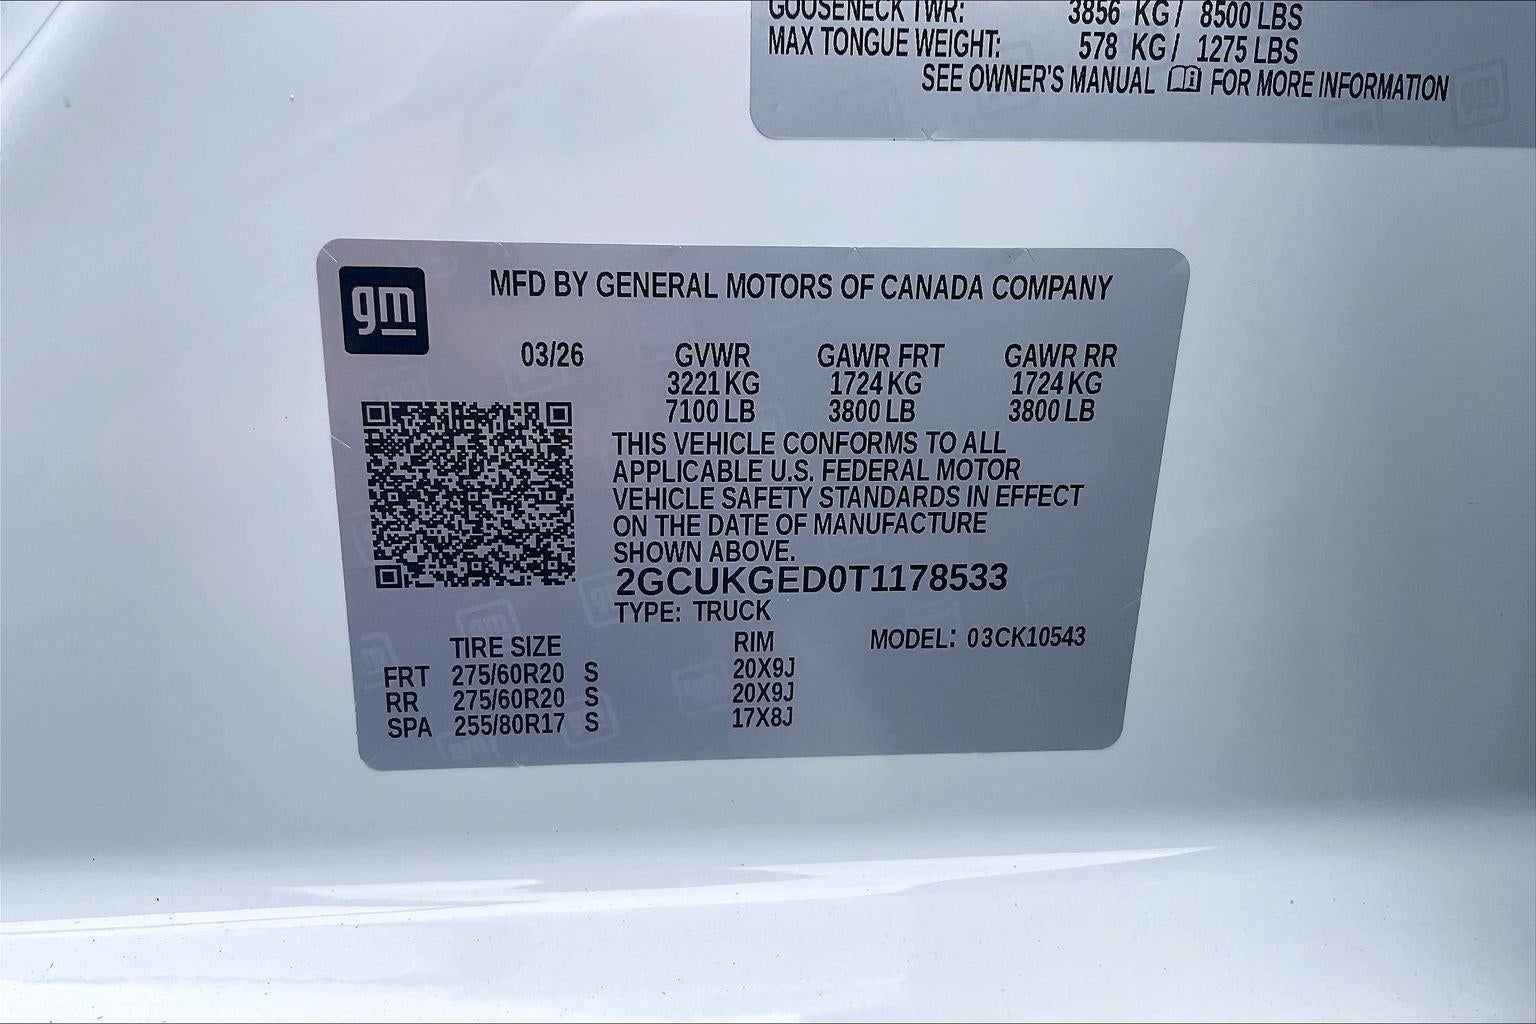 GOOSENECK TWR: 3856 KG / 8500 LBS
MAX TONGUE WEIGHT: 578 KG / 1275 LBS
SEE OWNER'S MANUAL FOR MORE INFORMATION
gm
MFD BY GENERAL MOTORS OF CANADA COMPANY
03/26 GVWR GAWR FRT GAWR RR
3221 KG 1724 KG 1724 KG
7100 LB 3800 LB 3800 LB
THIS VEHICLE CONFORMS TO ALL
APPLICABLE U.S. FEDERAL MOTOR
VEHICLE SAFETY STANDARDS IN EFFECT
ON THE DATE OF MANUFACTURE
SHOWN ABOVE.
2GCUKGED0T1178533
TYPE: TRUCK
TIRE SIZE RIM MODEL: 03CK10543
FRT 275/60R20 S 20X9J
RR 275/60R20 S 20X9J
SPA 255/80R17 S 17X8J